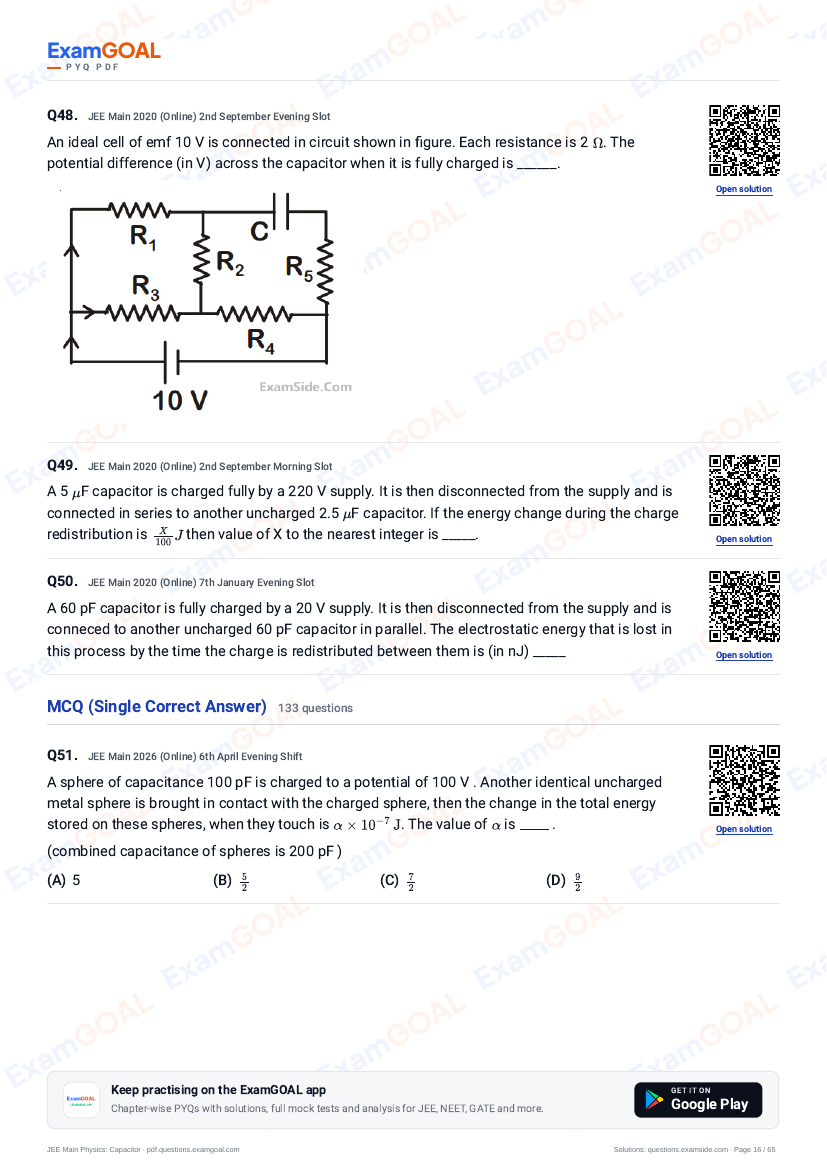 ExamGOAL
PYQ PDF
Q48. JEE Main 2020 (Online) 2nd September Evening Slot
An ideal cell of emf 10 V is connected in circuit shown in figure. Each resistance is 2 Ω. The
potential difference (in V) across the capacitor when it is fully charged is ______.
Open solution
R1
C
R2
R5
R3
R4
ExamSide.Com
10 V
Q49. JEE Main 2020 (Online) 2nd September Morning Slot
A 5 μF capacitor is charged fully by a 220 V supply. It is then disconnected from the supply and is
connected in series to another uncharged 2.5 μF capacitor. If the energy change during the charge
redistribution is X/100 J then value of X to the nearest integer is _____.
Open solution
Q50. JEE Main 2020 (Online) 7th January Evening Slot
A 60 pF capacitor is fully charged by a 20 V supply. It is then disconnected from the supply and is
conneced to another uncharged 60 pF capacitor in parallel. The electrostatic energy that is lost in
this process by the time the charge is redistributed between them is (in nJ) _____
Open solution
MCQ (Single Correct Answer) 133 questions
Q51. JEE Main 2026 (Online) 6th April Evening Shift
A sphere of capacitance 100 pF is charged to a potential of 100 V . Another identical uncharged
metal sphere is brought in contact with the charged sphere, then the change in the total energy
stored on these spheres, when they touch is α × 10⁻⁷ J. The value of α is ____ .
Open solution
(combined capacitance of spheres is 200 pF )
(A) 5 (B) 5/2 (C) 7/2 (D) 9/2
Keep practising on the ExamGOAL app
Chapter-wise PYQs with solutions, full mock tests and analysis for JEE, NEET, GATE and more.
GET IT ON
Google Play
JEE Main Physics: Capacitor · pdf.questions.examgoal.com
Solutions: questions.examside.com · Page 16 / 65